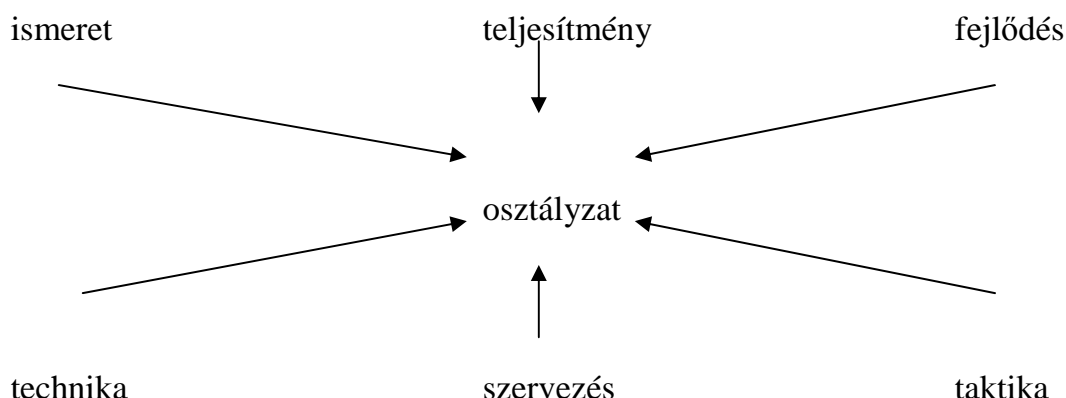 ismeret teljesítmény fejlődés
osztályzat
technika szervezés taktika